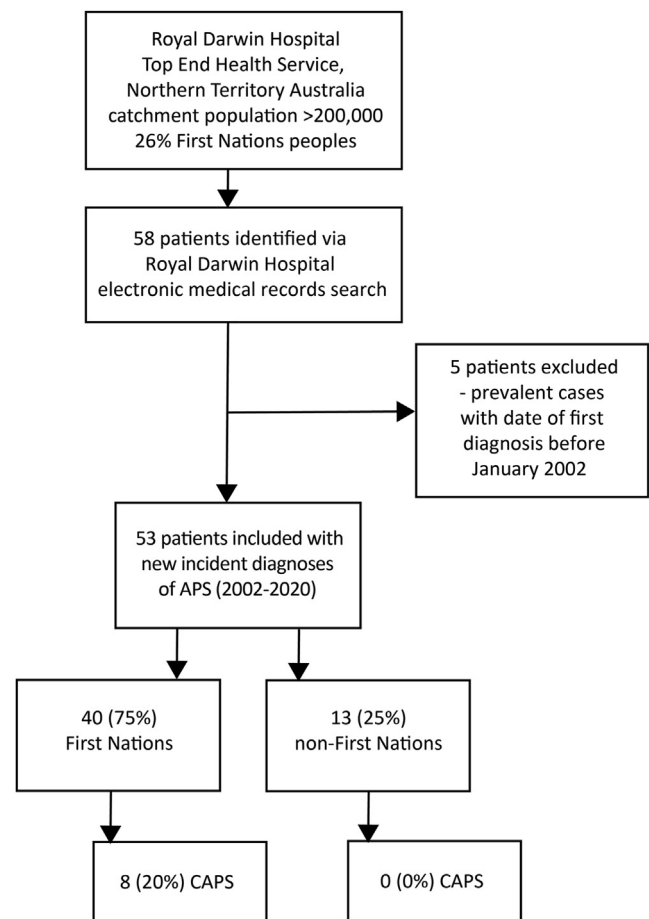 Royal Darwin Hospital
Top End Health Service,
Northern Territory Australia
catchment population >200,000
26% First Nations peoples
58 patients identified via
Royal Darwin Hospital
electronic medical records search
5 patients excluded
- prevalent cases
with date of first
diagnosis before
January 2002
53 patients included with
new incident diagnoses
of APS (2002-2020)
40 (75%)
First Nations
13 (25%)
non-First Nations
8 (20%) CAPS
0 (0%) CAPS